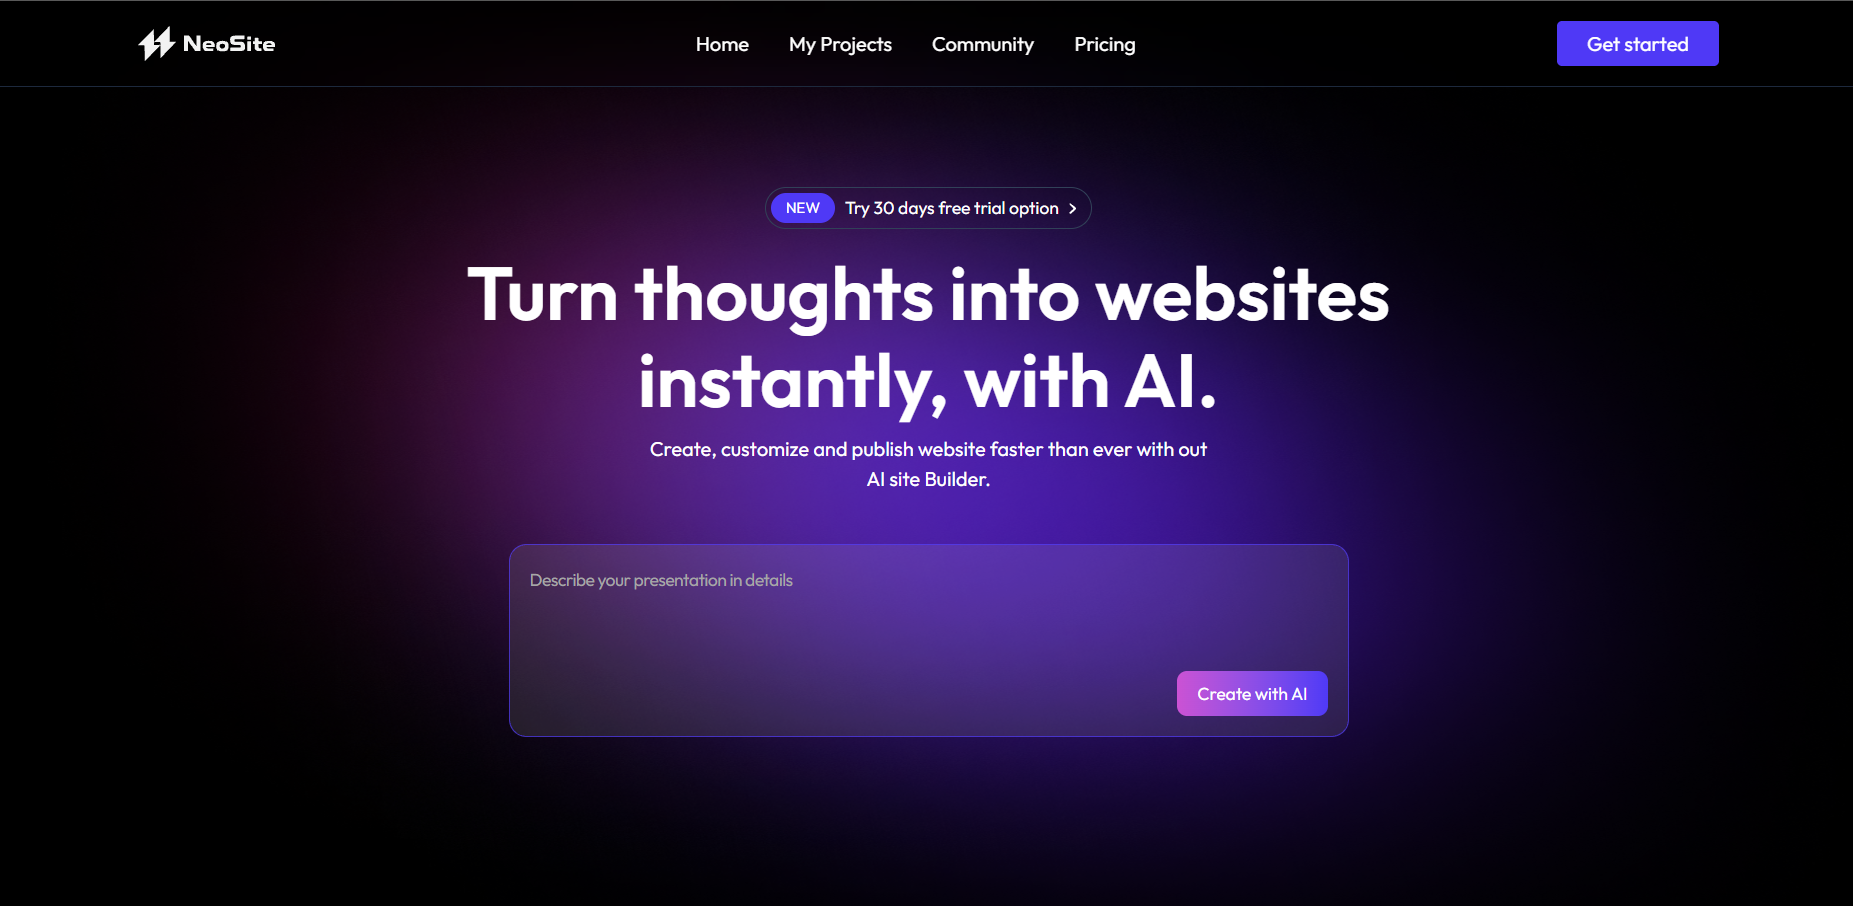 NeoSite
Home
My Projects
Community
Pricing
Get started
NEW Try 30 days free trial option
Turn thoughts into websites
instantly, with AI.
Create, customize and publish website faster than ever with out
AI site Builder.
Describe your presentation in details
Create with AI